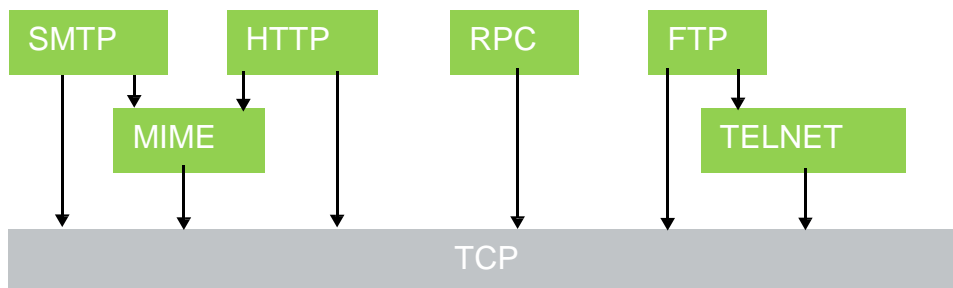 SMTP
HTTP
RPC
FTP
MIME
TELNET
TCP